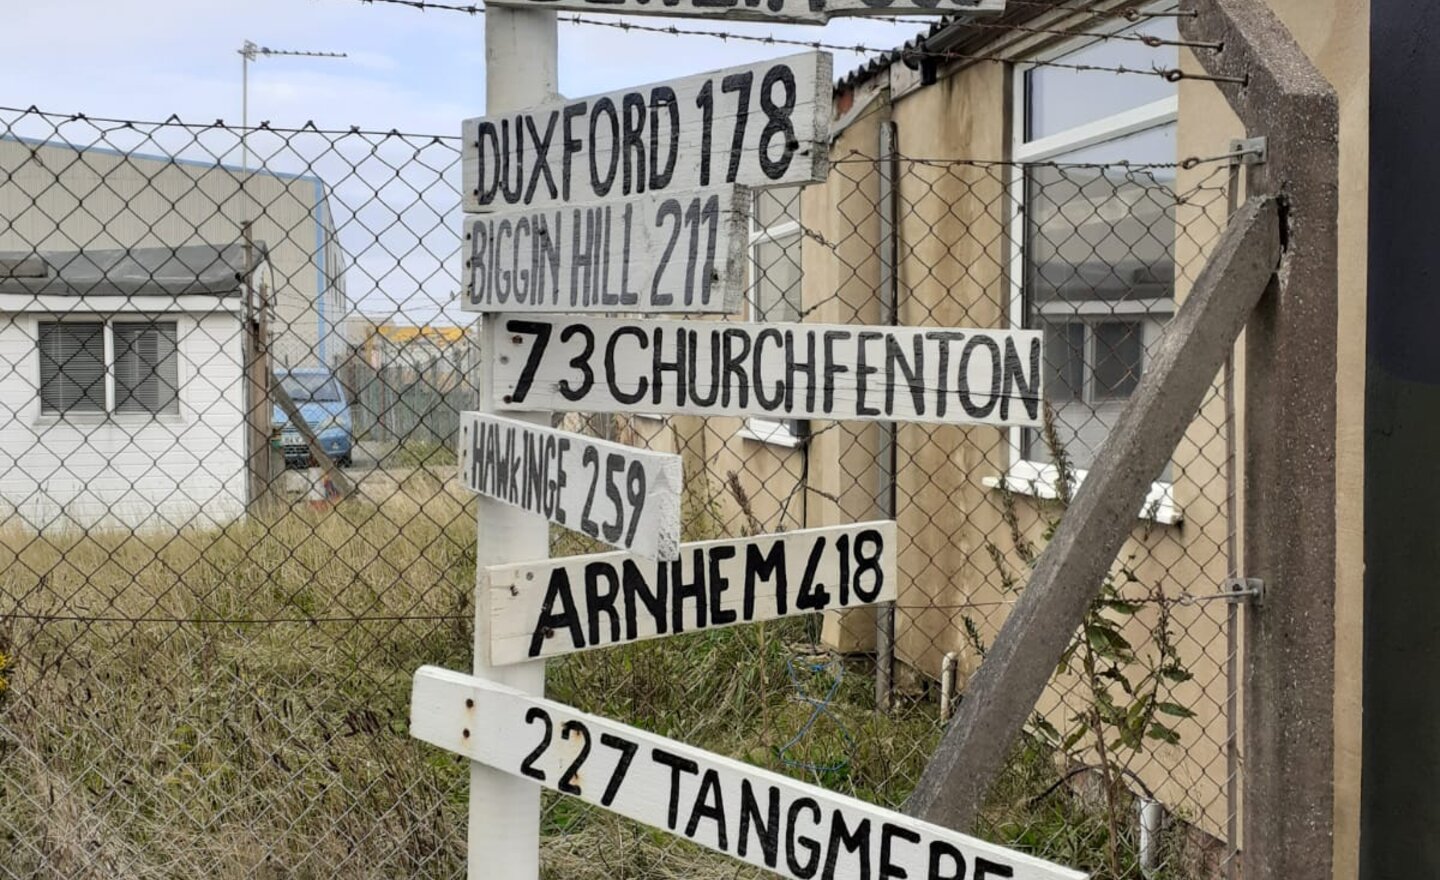 DUXFORD 178
BIGGIN HILL 211
73 CHURCHFENTON
HAWKINGE 259
ARNHEM 418
227 TANGMERE